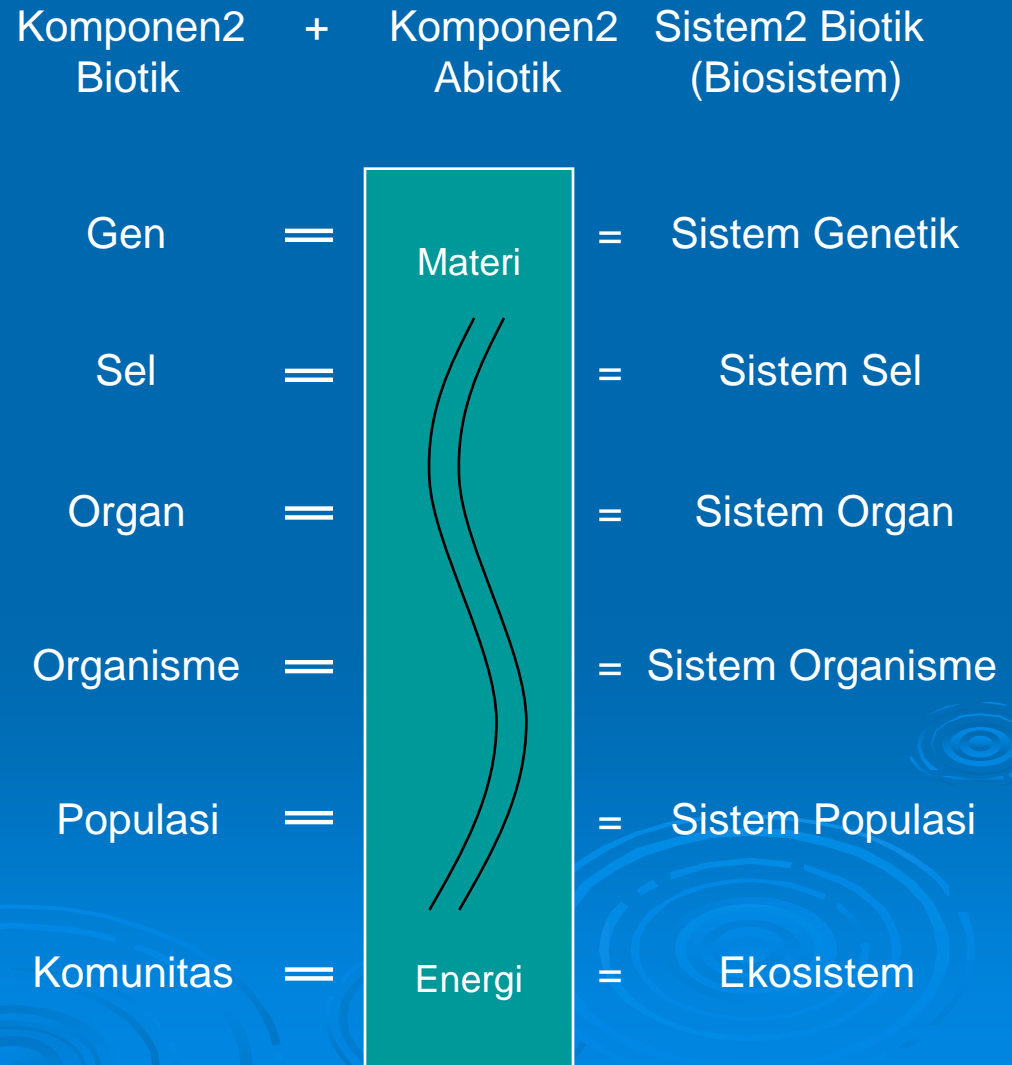 Komponen2 + Komponen2 Sistem2 Biotik
Biotik Abiotik (Biosistem)
Gen = Materi = Sistem Genetik
Sel = = Sistem Sel
Organ = = Sistem Organ
Organisme = = Sistem Organisme
Populasi = = Sistem Populasi
Komunitas = Energi = Ekosistem